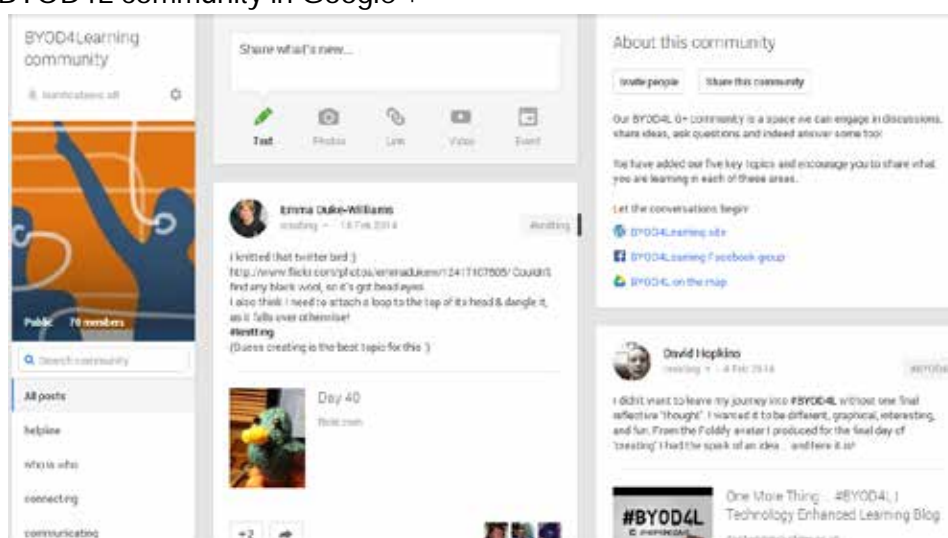 BYOD4L community in Google +
BYOD4Learning
community
Notifications off
Public 70 members
Search community
All posts
helpline
who is who
connecting
communicating
Share what's new...
Text
Photos
Link
Video
Event
Emma Duke-Williams
creating - 18 Feb 2014
#knitting
I knitted that twitter bird :)
find any black wool, so it's got bead eyes
I also think I need to attach a loop to the top of its head & dangle it,
as it falls over otherwise!
#knitting
(Guess creating is the best topic for this :)
Day 40
flickr.com
+2
About this community
Invite people
Share this community
Our BYOD4L G+ community is a space we can engage in discussions,
share ideas, ask questions and indeed answer some too!
We have added our five key topics and encourage you to share what
you are learning in each of these areas.
Let the conversations begin
BYOD4Learning site
BYOD4Learning Facebook group
BYOD4L on the map
David Hopkins
creating - 4 Feb 2014
I didn't want to leave my journey into #BYOD4L without one final
reflective 'thought'. I wanted it to be different, graphical, interesting,
and fun. From the Foldify avatar I produced for the final day of
'creating' I had the spark of an idea ... and here it is!
#BYOD4L
One More Thing ... #BYOD4L |
Technology Enhanced Learning Blog